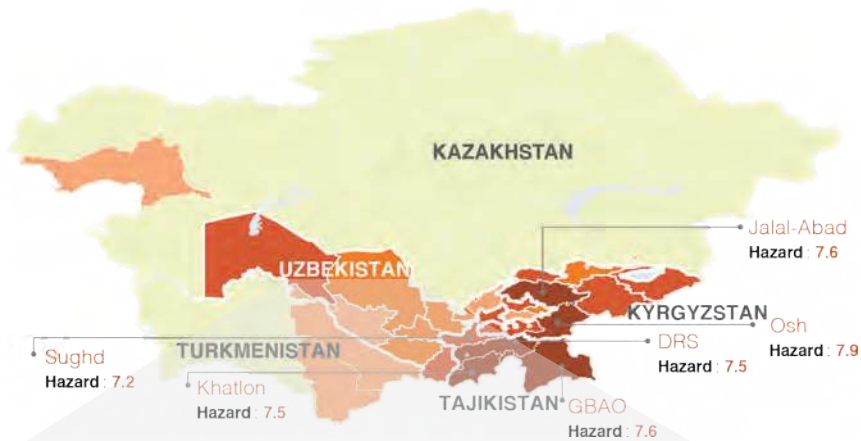 KAZAKHSTAN
Jalal-Abad
Hazard : 7.6
UZBEKISTAN
KYRGYZSTAN
Osh
Hazard : 7.9
DRS
Hazard : 7.5
Sughd
Hazard : 7.2
TURKMENISTAN
Khatlon
Hazard : 7.5
TAJIKISTAN
GBAO
Hazard : 7.6